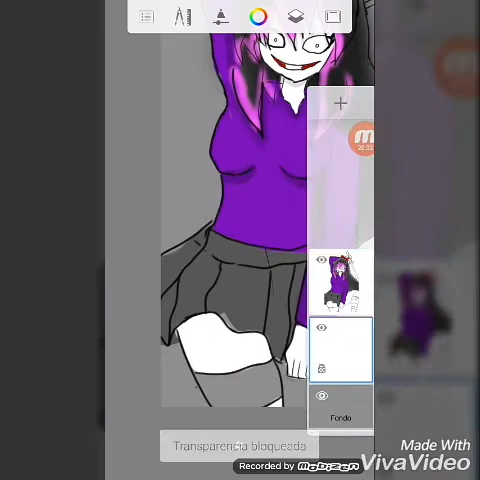 Fondo
Transparencia bloqueada
Recorded by mobizen
Made With
VivaVideo